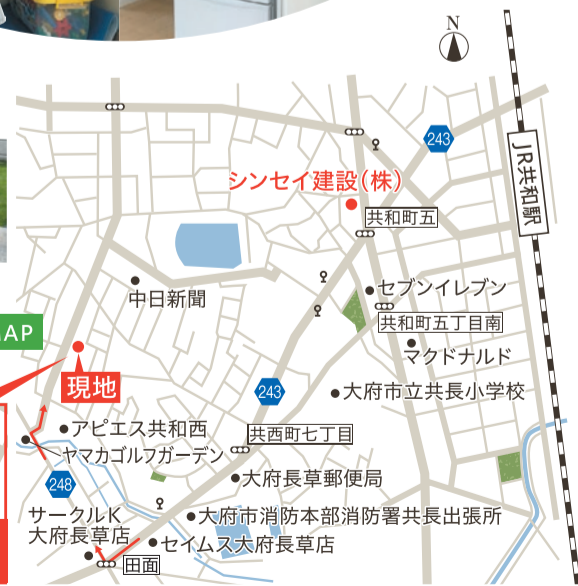 N
243
JR共和駅
シンセイ建設(株)
共和町五
セブンイレブン
中日新聞
共和町五丁目南
MAP
マクドナルド
現地
243
大府市立共長小学校
アピエス共和西
共西町七丁目
ヤマカゴルフガーデン
大府長草郵便局
248
サークルK
大府長草店
大府市消防本部消防署共長出張所
セイムス大府長草店
田面